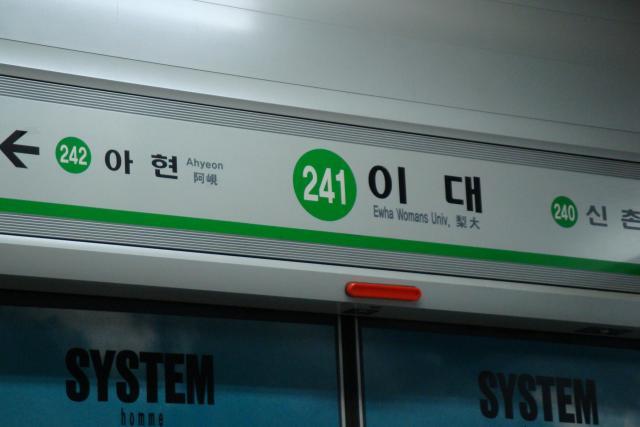 242 아현 Ahyeon
阿峴
241 이대
Ewha Womans Univ. 梨大
240 신촌
SYSTEM
homme
SYSTEM